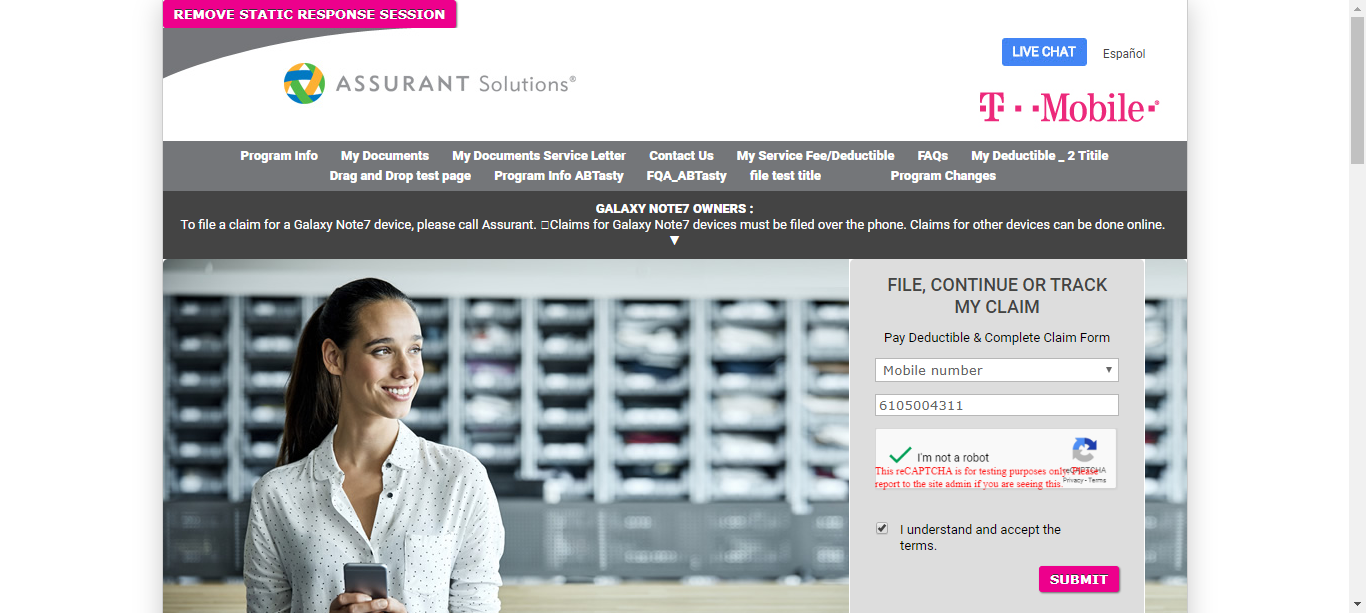 REMOVE STATIC RESPONSE SESSION
LIVE CHAT
Español
ASSURANT Solutions®
T··Mobile·®
Program Info My Documents My Documents Service Letter Contact Us My Service Fee/Deductible FAQs My Deductible _ 2 Titile
Drag and Drop test page Program Info ABTasty FQA_ABTasty file test title Program Changes
GALAXY NOTE7 OWNERS :
To file a claim for a Galaxy Note7 device, please call Assurant. Claims for Galaxy Note7 devices must be filed over the phone. Claims for other devices can be done online.
FILE, CONTINUE OR TRACK
MY CLAIM
Pay Deductible & Complete Claim Form
Mobile number
6105004311
I'm not a robot
This reCAPTCHA is for testing purposes only. Please
report to the site admin if you are seeing this.
reCAPTCHA
Privacy - Terms
I understand and accept the
terms.
SUBMIT